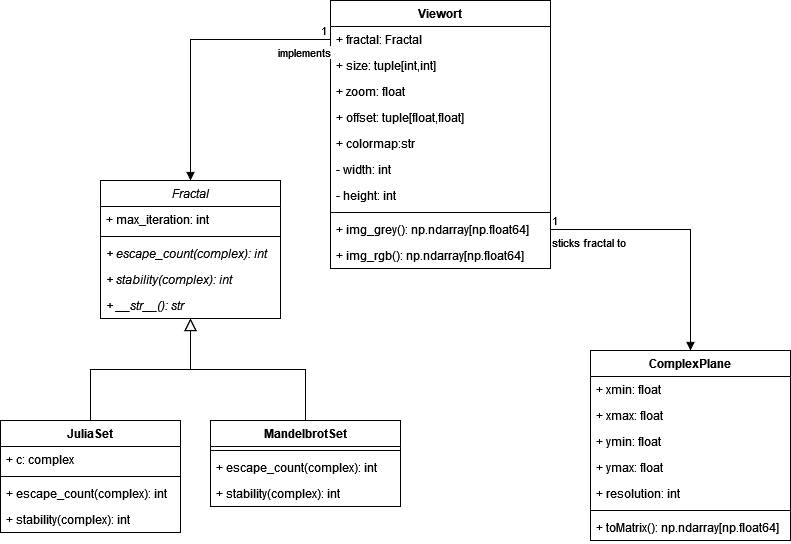 Viewort
+ fractal: Fractal
+ size: tuple[int,int]
+ zoom: float
+ offset: tuple[float,float]
+ colormap:str
- width: int
- height: int
+ img_grey(): np.ndarray[np.float64]
+ img_rgb(): np.ndarray[np.float64]
1
implements
1
sticks fractal to
Fractal
+ max_iteration: int
+ escape_count(complex): int
+ stability(complex): int
+ __str__(): str
JuliaSet
+ c: complex
+ escape_count(complex): int
+ stability(complex): int
MandelbrotSet
+ escape_count(complex): int
+ stability(complex): int
ComplexPlane
+ xmin: float
+ xmax: float
+ ymin: float
+ ymax: float
+ resolution: int
+ toMatrix(): np.ndarray[np.float64]